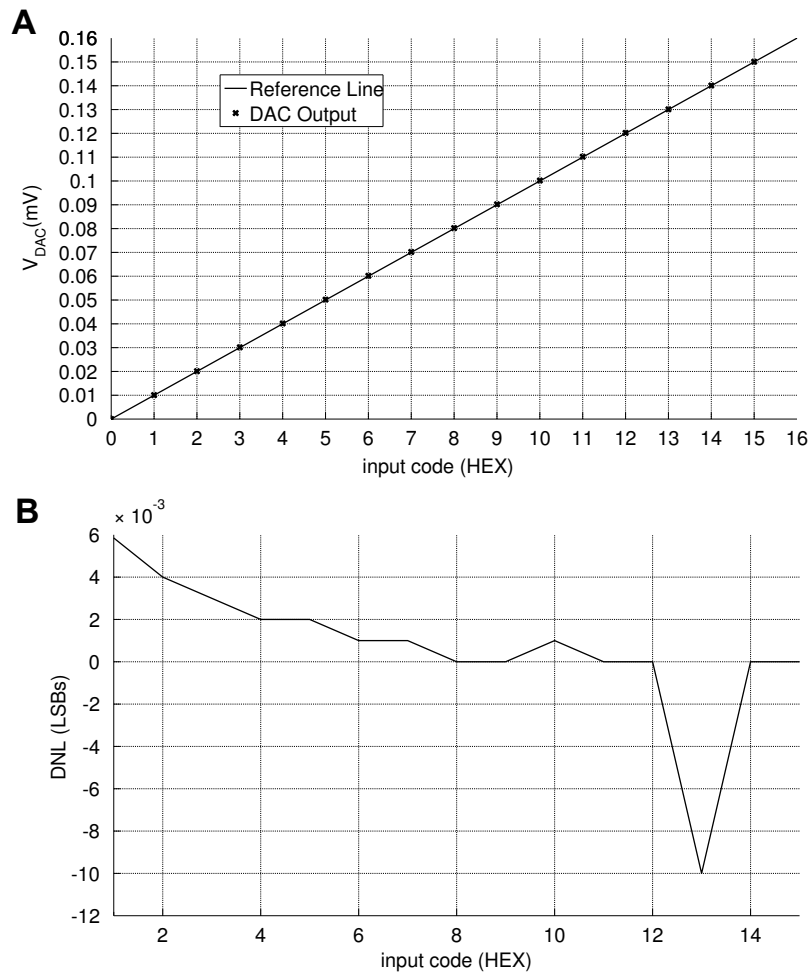 A
0.16
0.15
0.14
0.13
0.12
0.11
0.1
0.09
0.08
0.07
0.06
0.05
0.04
0.03
0.02
0.01
0
V_DAC(mV)
Reference Line
DAC Output
0 1 2 3 4 5 6 7 8 9 10 11 12 13 14 15 16
input code (HEX)
B
× 10^-3
6
4
2
0
-2
-4
-6
-8
-10
-12
DNL (LSBs)
2 4 6 8 10 12 14
input code (HEX)